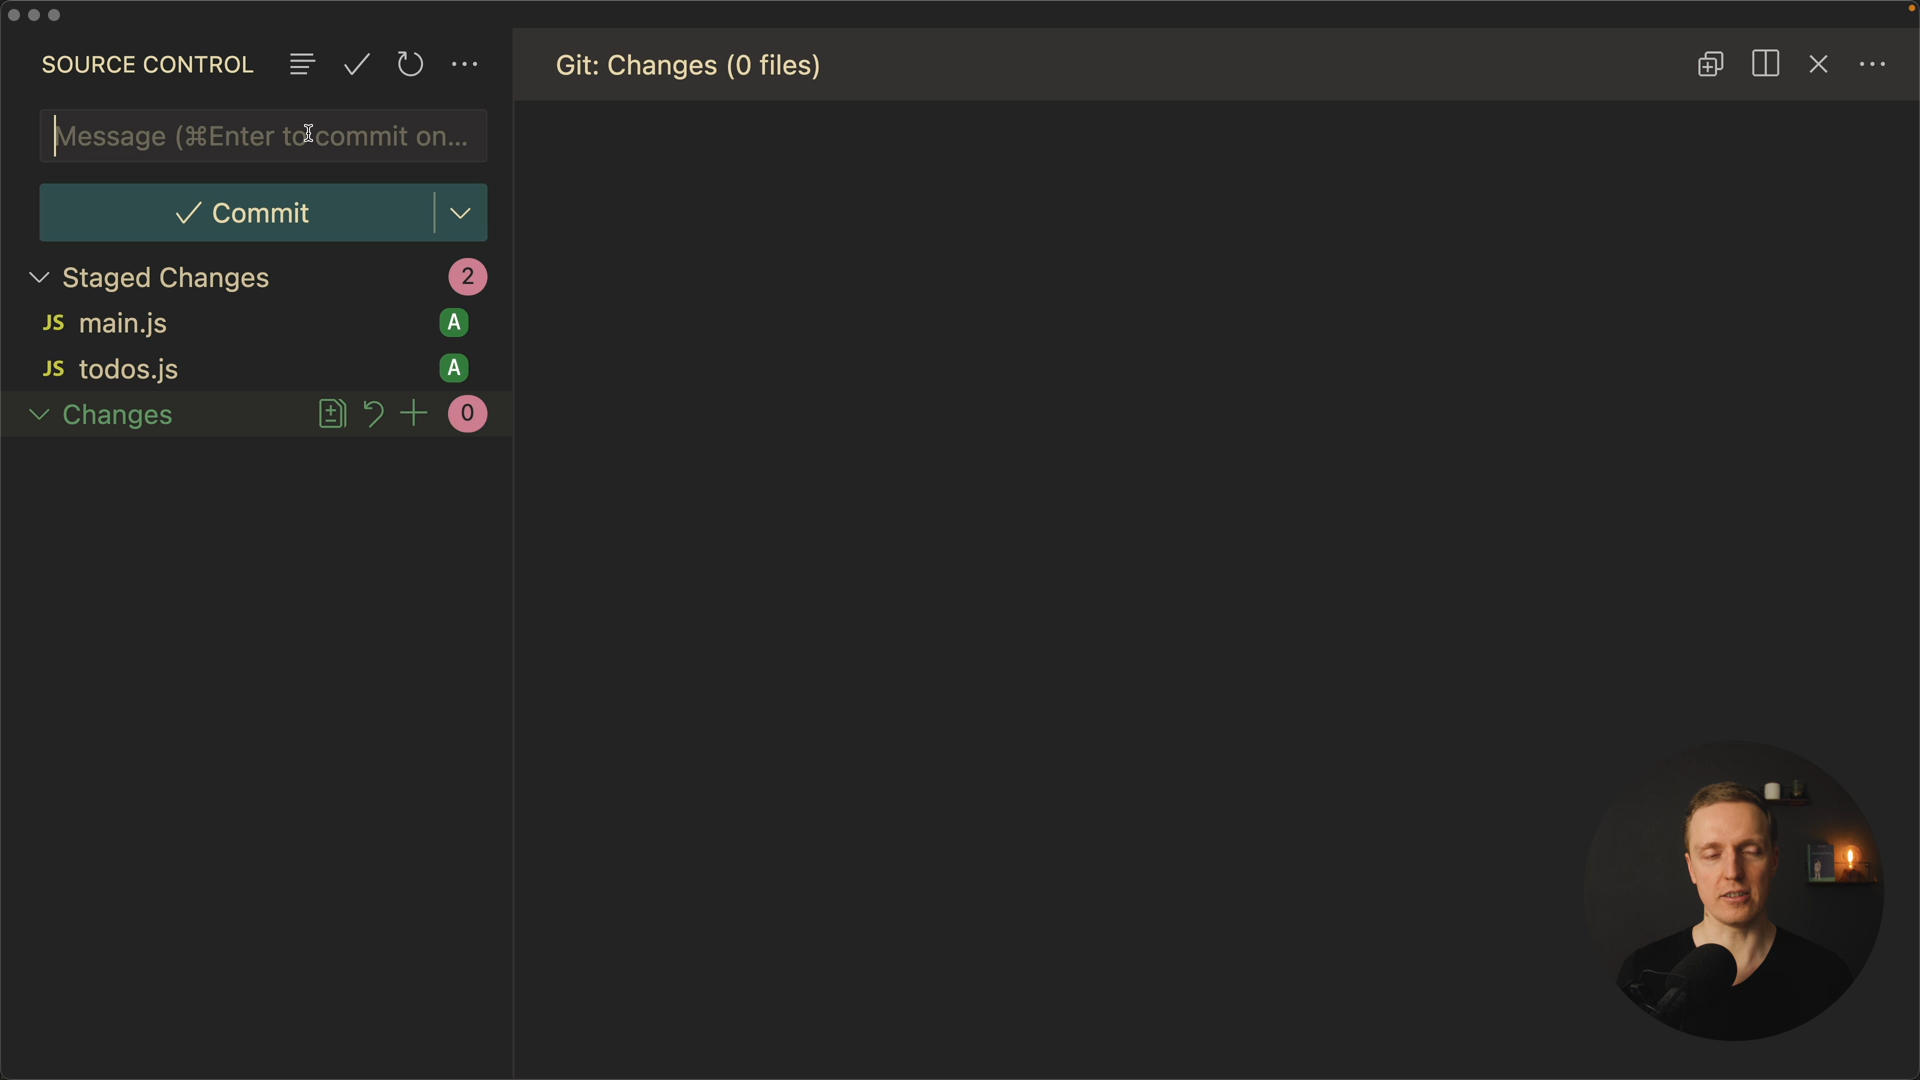 SOURCE CONTROL
Git: Changes (0 files)
Message (⌘Enter to commit on...
Commit
Staged Changes 2
JS main.js A
JS todos.js A
Changes 0